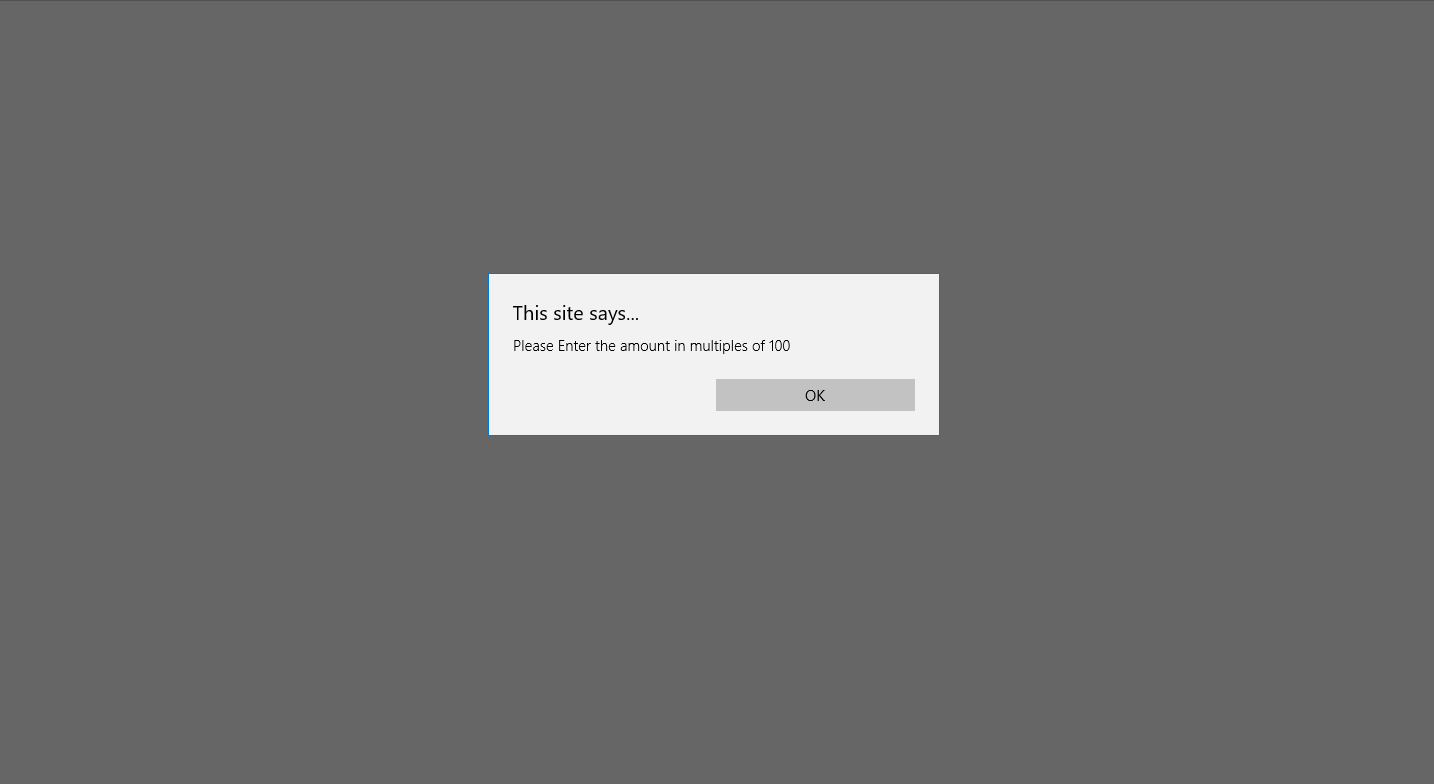 This site says...
Please Enter the amount in multiples of 100
OK